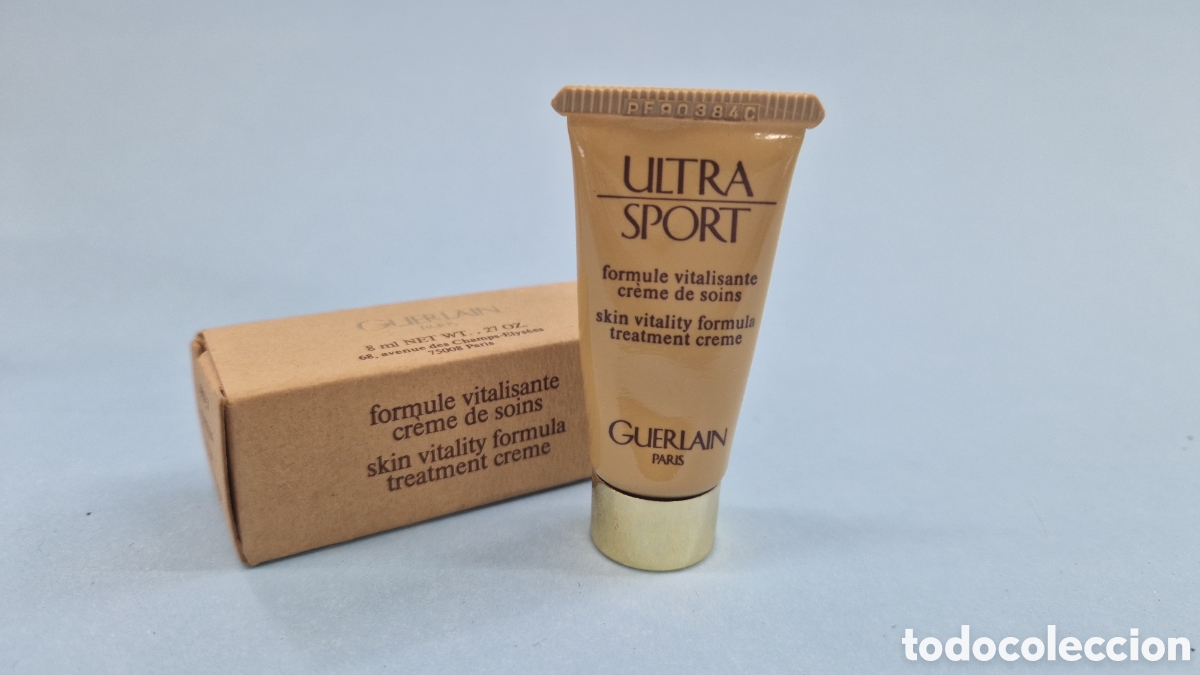 PF90384C
ULTRA
SPORT
formule vitalisante
crème de soins
skin vitality formula
treatment creme
GUERLAIN
PARIS
GUERLAIN
PARIS
8 ml NET WT. .27 OZ.
68, avenue des Champs-Elysées
75008 Paris
formule vitalisante
crème de soins
skin vitality formula
treatment creme
todocoleccion